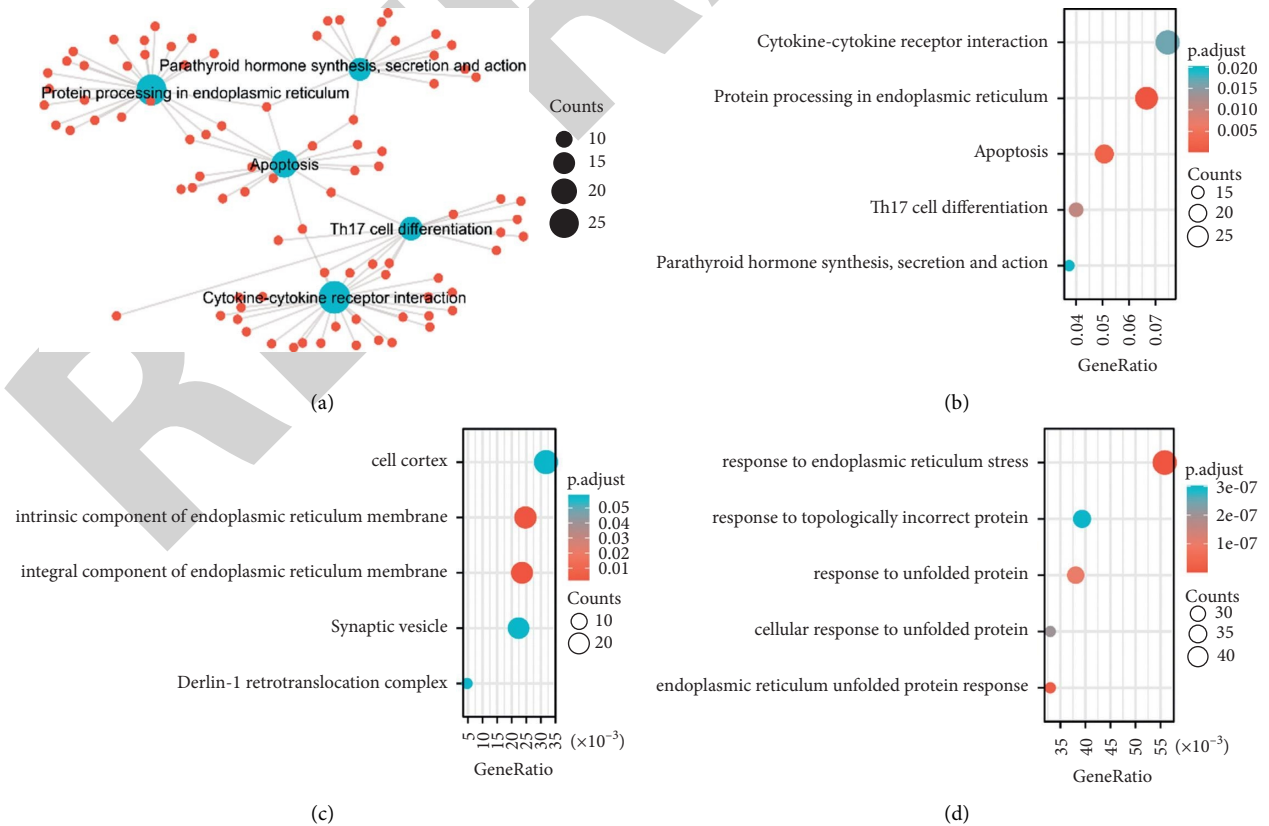 Parathyroid hormone synthesis, secretion and action
Protein processing in endoplasmic reticulum
Apoptosis
Th17 cell differentiation
Cytokine-cytokine receptor interaction
Counts
10
15
20
25
(a)
Cytokine-cytokine receptor interaction
Protein processing in endoplasmic reticulum
Apoptosis
Th17 cell differentiation
Parathyroid hormone synthesis, secretion and action
0.04
0.05
0.06
0.07
GeneRatio
p.adjust
0.020
0.015
0.010
0.005
Counts
15
20
25
(b)
cell cortex
intrinsic component of endoplasmic reticulum membrane
integral component of endoplasmic reticulum membrane
Synaptic vesicle
Derlin-1 retrotranslocation complex
5
10
15
20
25
30
35
(×10⁻³)
GeneRatio
p.adjust
0.05
0.04
0.03
0.02
0.01
Counts
10
20
(c)
response to endoplasmic reticulum stress
response to topologically incorrect protein
response to unfolded protein
cellular response to unfolded protein
endoplasmic reticulum unfolded protein response
35
40
45
50
55
(×10⁻³)
GeneRatio
p.adjust
3e-07
2e-07
1e-07
Counts
30
35
40
(d)